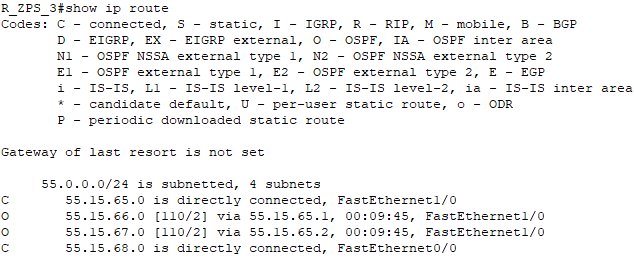 R_ZPS_3#show ip route
Codes: C - connected, S - static, I - IGRP, R - RIP, M - mobile, B - BGP
       D - EIGRP, EX - EIGRP external, O - OSPF, IA - OSPF inter area
       N1 - OSPF NSSA external type 1, N2 - OSPF NSSA external type 2
       E1 - OSPF external type 1, E2 - OSPF external type 2, E - EGP
       i - IS-IS, L1 - IS-IS level-1, L2 - IS-IS level-2, ia - IS-IS inter area
       * - candidate default, U - per-user static route, o - ODR
       P - periodic downloaded static route

Gateway of last resort is not set

     55.0.0.0/24 is subnetted, 4 subnets
C       55.15.65.0 is directly connected, FastEthernet1/0
O       55.15.66.0 [110/2] via 55.15.65.1, 00:09:45, FastEthernet1/0
O       55.15.67.0 [110/2] via 55.15.65.2, 00:09:45, FastEthernet1/0
C       55.15.68.0 is directly connected, FastEthernet0/0